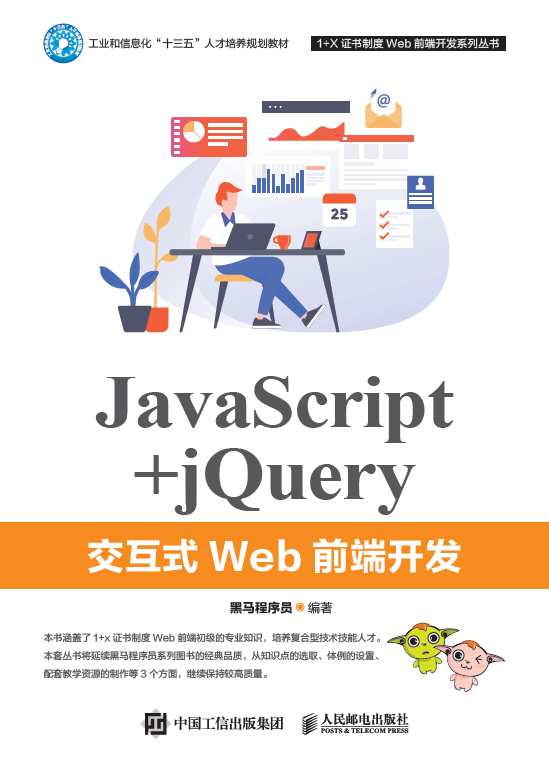 工业和信息化“十三五”人才培养规划教材
1+X 证书制度 Web 前端开发系列丛书
@
25
JavaScript
+jQuery
交互式 Web 前端开发
黑马程序员 编著
本书涵盖了 1+x 证书制度 Web 前端初级的专业知识，培养复合型技术技能人才。
本套丛书将延续黑马程序员系列图书的经典品质，从知识点的选取、体例的设置、
配套教学资源的制作等 3 个方面，继续保持较高质量。
中国工信出版集团
人民邮电出版社
POSTS & TELECOM PRESS